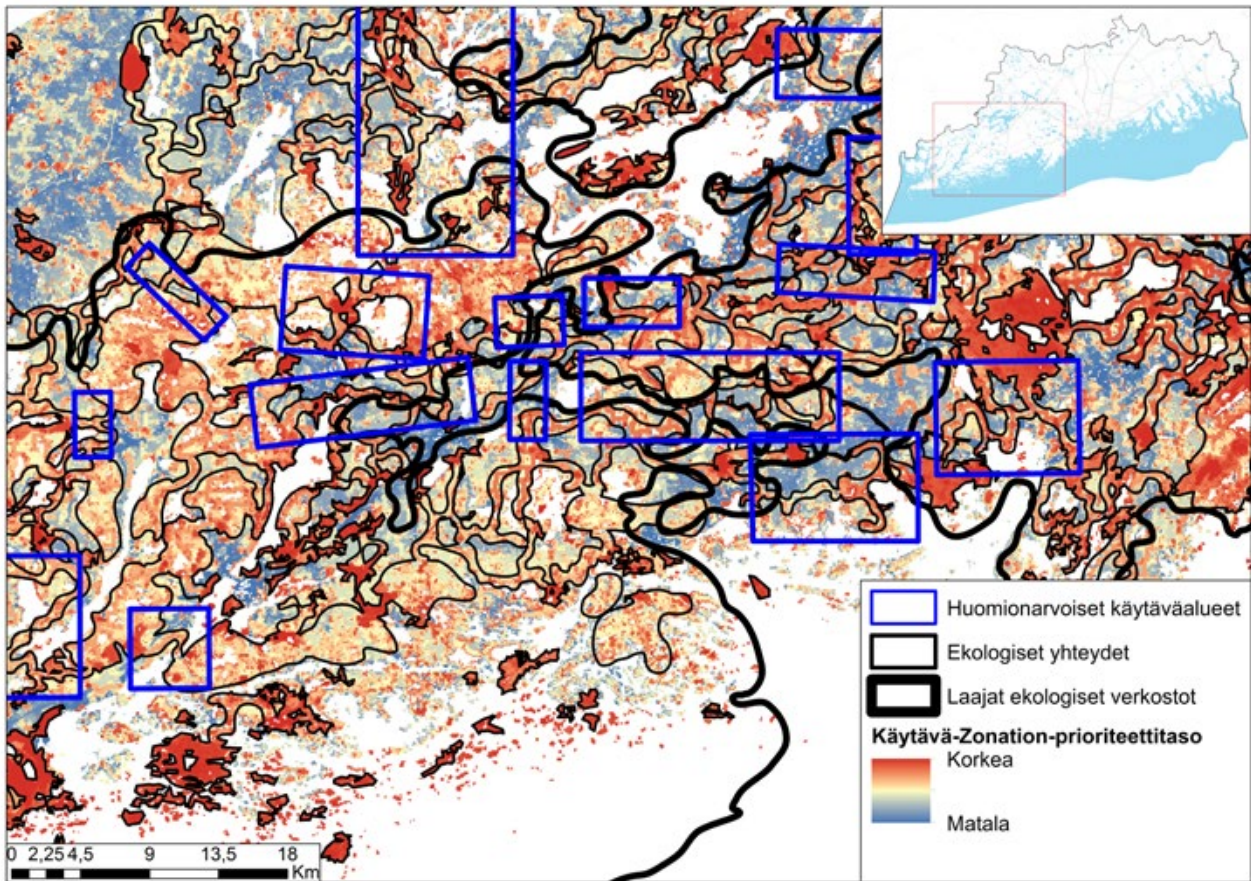 Huomionarvoiset käytäväalueet
Ekologiset yhteydet
Laajat ekologiset verkostot
Käytävä-Zonation-prioriteettitaso
Korkea
Matala
0 2,25 4,5 9 13,5 18
Km